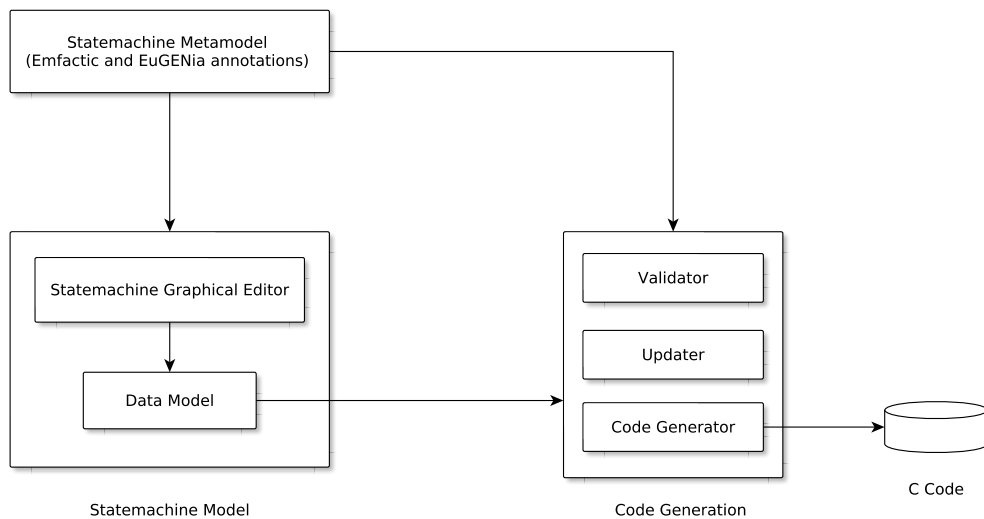 Statemachine Metamodel
(Emfactic and EuGENia annotations)
Statemachine Graphical Editor
Data Model
Statemachine Model
Validator
Updater
Code Generator
Code Generation
C Code